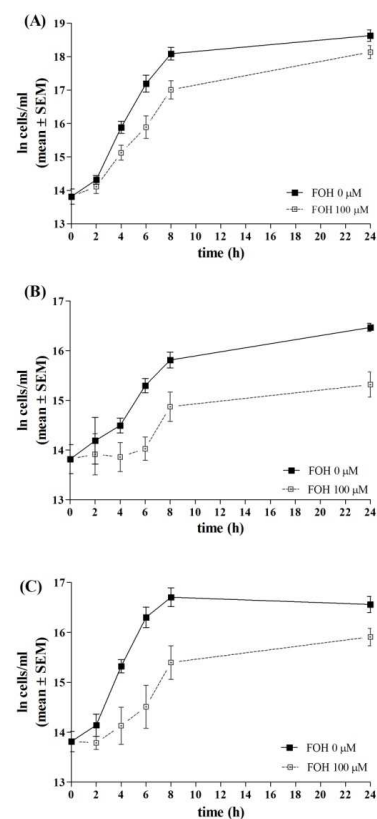 (A)
19
18
17
16
15
14
13
ln cells/ml
(mean ± SEM)
FOH 0 μM
FOH 100 μM
0 2 4 6 8 10 12 14 16 18 20 22 24
time (h)
(B)
17
16
15
14
13
ln cells/ml
(mean ± SEM)
FOH 0 μM
FOH 100 μM
0 2 4 6 8 10 12 14 16 18 20 22 24
time (h)
(C)
17
16
15
14
13
ln cells/ml
(mean ± SEM)
FOH 0 μM
FOH 100 μM
0 2 4 6 8 10 12 14 16 18 20 22 24
time (h)